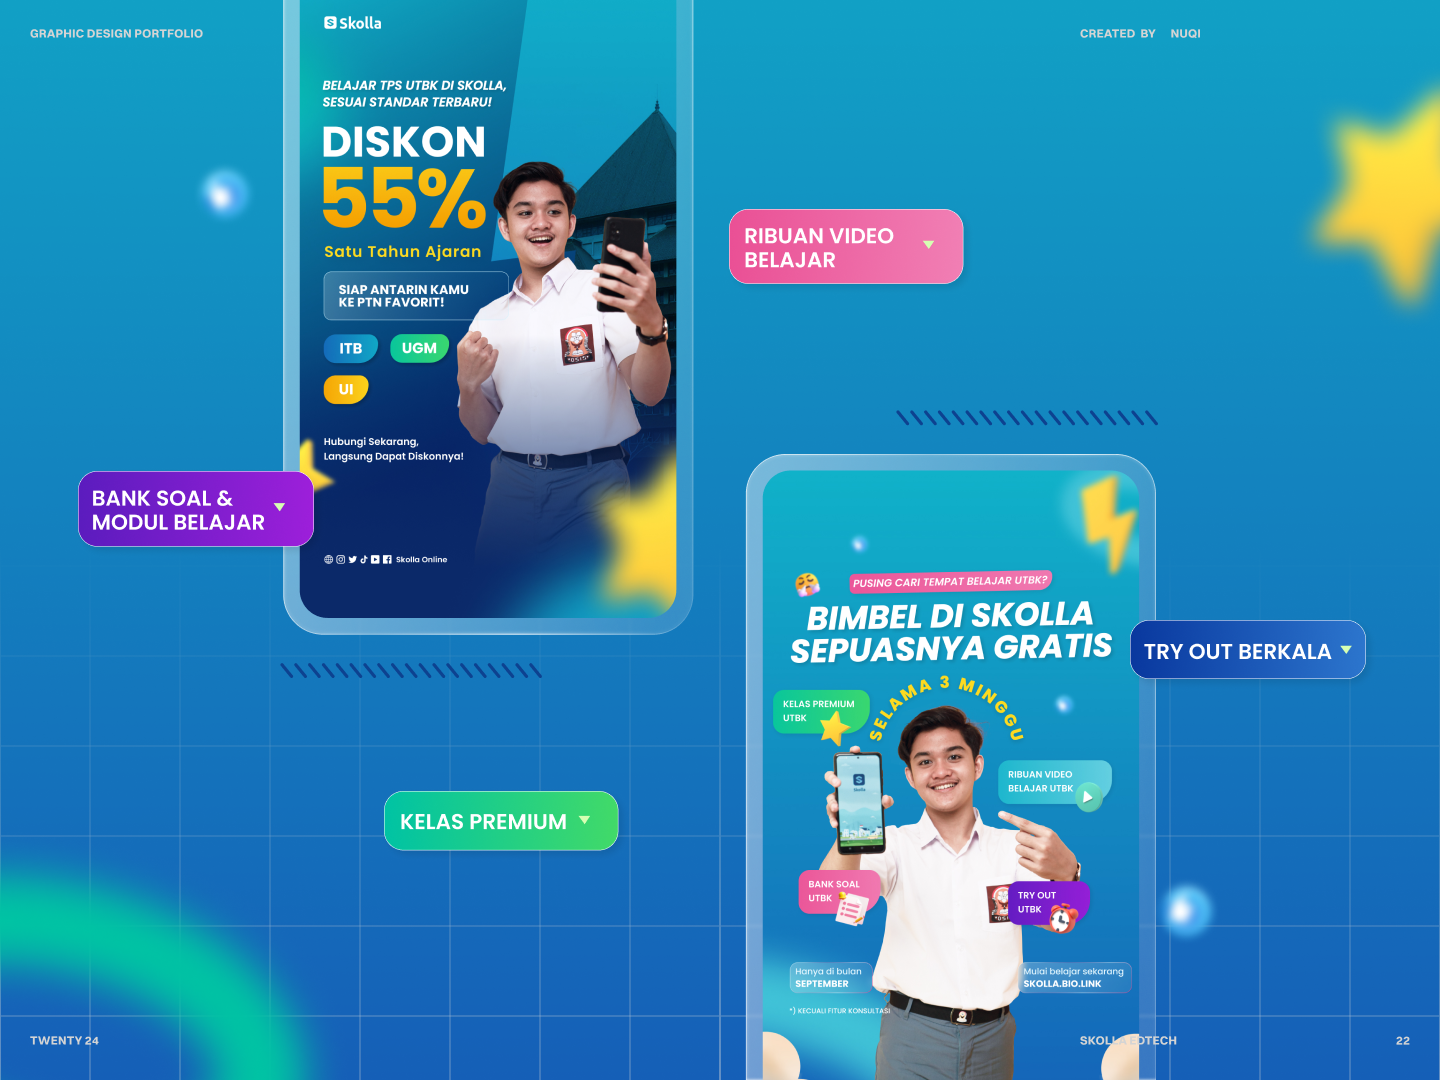 GRAPHIC DESIGN PORTFOLIO
CREATED BY NUQI
Skolla
BELAJAR TPS UTBK DI SKOLLA,
SESUAI STANDAR TERBARU!
DISKON
55%
Satu Tahun Ajaran
SIAP ANTARIN KAMU
KE PTN FAVORIT!
ITB
UGM
UI
OSIS
Hubungi Sekarang,
Langsung Dapat Diskonnya!
Skolla Online
RIBUAN VIDEO
BELAJAR
BANK SOAL &
MODUL BELAJAR
KELAS PREMIUM
PUSING CARI TEMPAT BELAJAR UTBK?
BIMBEL DI SKOLLA
SEPUASNYA GRATIS
SELAMA 3 MINGGU
TRY OUT BERKALA
KELAS PREMIUM
UTBK
Skolla
RIBUAN VIDEO
BELAJAR UTBK
BANK SOAL
UTBK
TRY OUT
UTBK
Hanya di bulan
SEPTEMBER
Mulai belajar sekarang
SKOLLA.BIO.LINK
*) KECUALI FITUR KONSULTASI
TWENTY 24
SKOLLA EDTECH
22